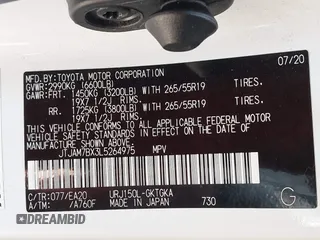 MFD.BY:TOYOTA MOTOR CORPORATION 07/20
GVWR:2990KG (6600LB)
GAWR:FRT. 1450KG (3200LB) WITH 265/55R19 TIRES.
19X7 1/2J RIMS.
RR. 1725KG (3800LB) WITH 265/55R19 TIRES.
19X7 1/2J RIMS.
THIS VEHICLE CONFORMS TO ALL APPLICABLE
FEDERAL MOTOR VEHICLE SAFETY STANDARDS IN
EFFECT ON THE DATE OF MANUFACTURE SHOWN ABOVE.
JTJAM7BX3L5264975 MPV
C/TR:077/EA20 URJ150L-GKTGKA
A/TM: /A760F MADE IN JAPAN 730
G
DREAMBID